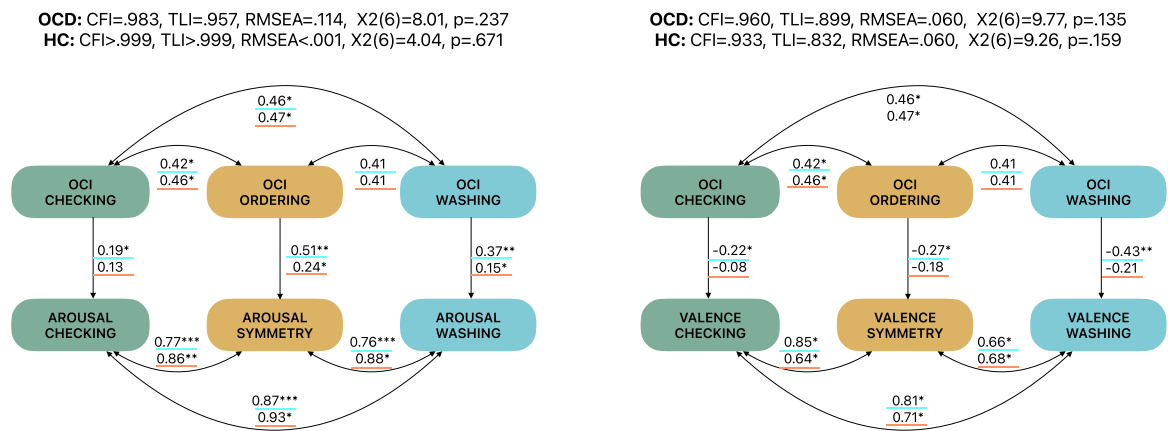 OCD: CFI=.983, TLI=.957, RMSEA=.114, X2(6)=8.01, p=.237
HC: CFI>.999, TLI>.999, RMSEA<.001, X2(6)=4.04, p=.671
0.46*
0.47*
0.42*
0.46*
0.41
0.41
OCI
CHECKING
OCI
ORDERING
OCI
WASHING
0.19*
0.13
0.51**
0.24*
0.37**
0.15*
AROUSAL
CHECKING
AROUSAL
SYMMETRY
AROUSAL
WASHING
0.77***
0.86**
0.76***
0.88*
0.87***
0.93*
OCD: CFI=.960, TLI=.899, RMSEA=.060, X2(6)=9.77, p=.135
HC: CFI=.933, TLI=.832, RMSEA=.060, X2(6)=9.26, p=.159
0.46*
0.47*
0.42*
0.46*
0.41
0.41
OCI
CHECKING
OCI
ORDERING
OCI
WASHING
-0.22*
-0.08
-0.27*
-0.18
-0.43**
-0.21
VALENCE
CHECKING
VALENCE
SYMMETRY
VALENCE
WASHING
0.85*
0.64*
0.66*
0.68*
0.81*
0.71*